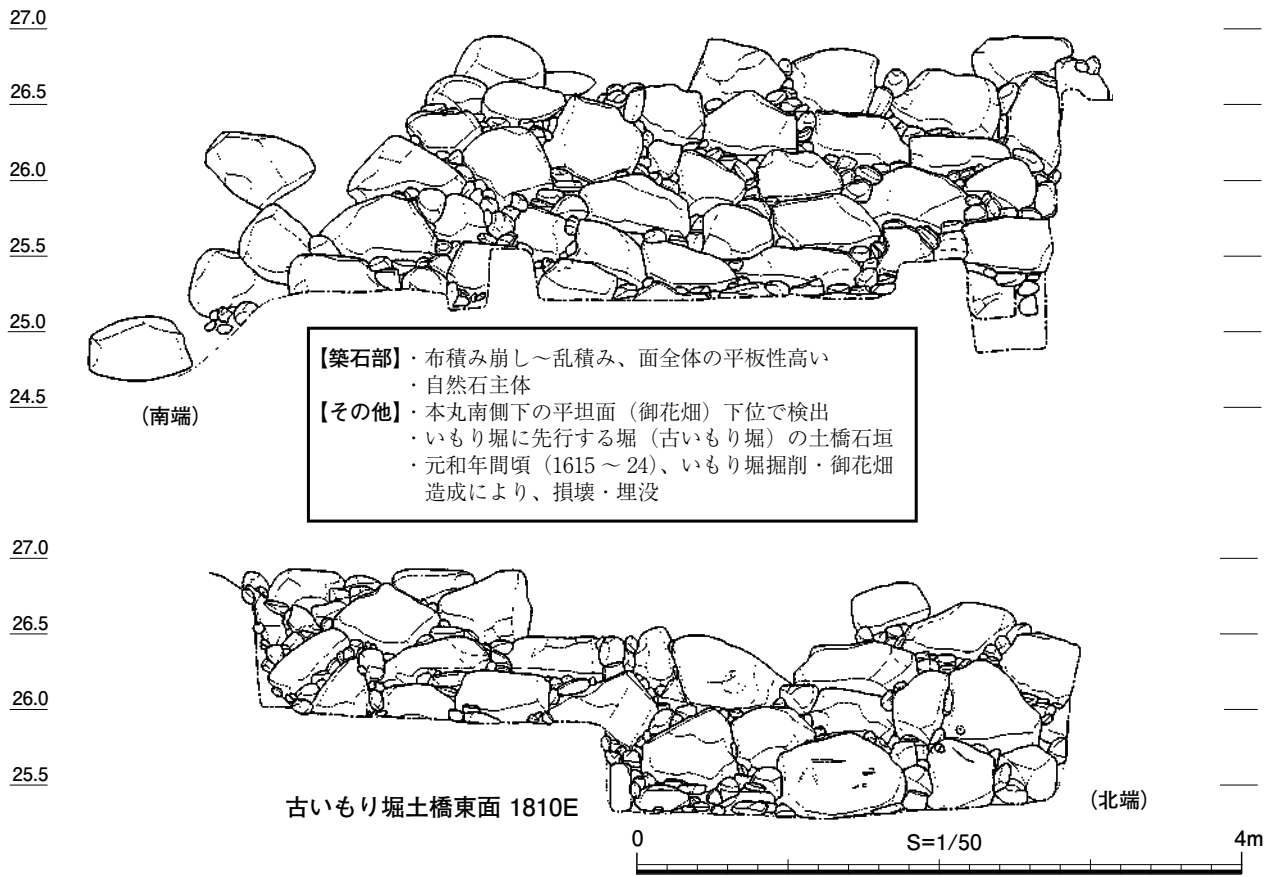 27.0
26.5
26.0
25.5
25.0
24.5
(南端)
【築石部】・布積み崩し～乱積み、面全体の平板性高い
・自然石主体
【その他】・本丸南側下の平坦面（御花畑）下位で検出
・いもり堀に先行する堀（古いもり堀）の土橋石垣
・元和年間頃（1615～24）、いもり堀掘削・御花畑
造成により、損壊・埋没
27.0
26.5
26.0
25.5
古いもり堀土橋東面 1810E
(北端)
0 S=1/50 4m